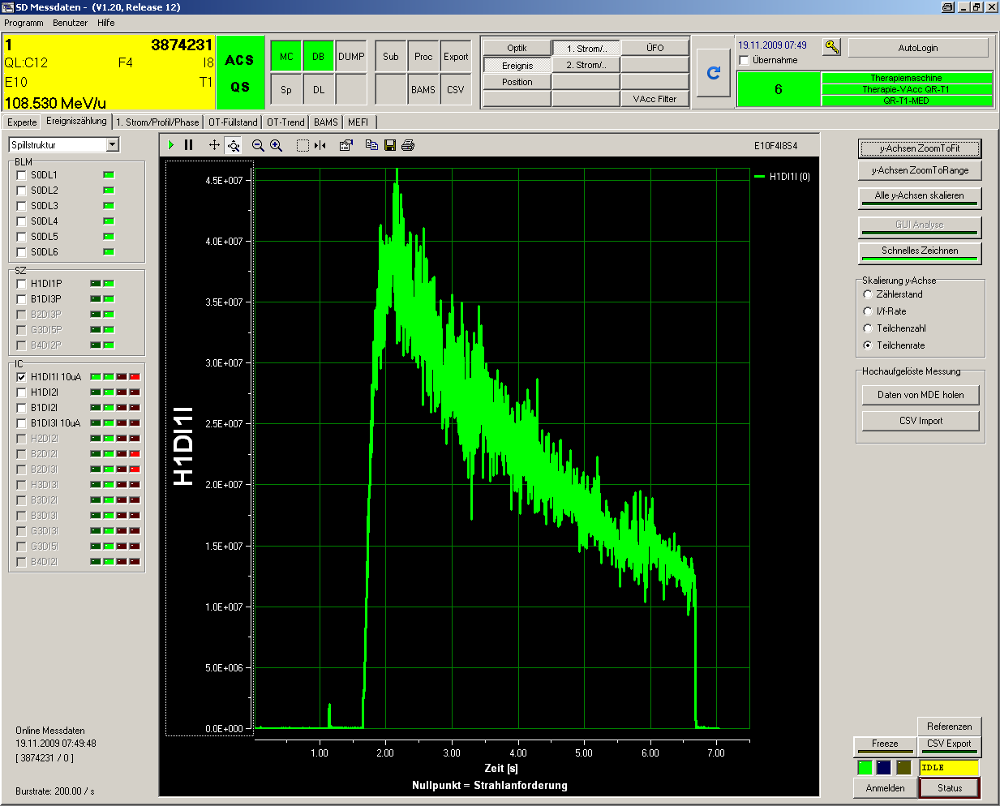 SD Messdaten - (V1.20, Release 12)
Programm Benutzer Hilfe
1 3874231
QL:C12 F4 I8
E10 T1
108.530 MeV/u
ACS
QS
MC DB DUMP
Sp DL
Sub Proc Export
BAMS CSV
Optik 1. Strom/.. ÜFO
Ereignis 2. Strom/..
Position
VAcc Filter
19.11.2009 07:49
Übernahme
AutoLogin
6
Therapiemaschine
Therapie-VAcc QR-T1
QR-T1-MED
Experte Ereigniszählung 1. Strom/Profil/Phase OT-Füllstand OT-Trend BAMS MEFI
Spillstruktur
BLM
S0DL1
S0DL2
S0DL3
S0DL4
S0DL5
S0DL6
SZ
H1DI1P
B1DI3P
B2DI3P
G3DI5P
B4DI2P
IC
H1DI1I 10uA
H1DI2I
B1DI2I
B1DI3I 10uA
H2DI2I
B2DI2I
B2DI3I
H3DI3I
B3DI2I
B3DI3I
G3DI3I
G3DI5I
B4DI2I
Online Messdaten
19.11.2009 07:49:48
[ 3874231 / 0 ]
Burstrate: 200.00 / s
E10F4I8S4
H1DI1I (0)
H1DI1I
4.5E+007
4.0E+007
3.5E+007
3.0E+007
2.5E+007
2.0E+007
1.5E+007
1.0E+007
5.0E+006
0.0E+000
1.00 2.00 3.00 4.00 5.00 6.00 7.00
Zeit [s]
Nullpunkt = Strahlanforderung
y-Achsen ZoomToFit
y-Achsen ZoomToRange
Alle y-Achsen skalieren
GUI Analyse
Schnelles Zeichnen
Skalierung y-Achse
Zählerstand
I/f-Rate
Teilchenzahl
Teilchenrate
Hochaufgelöste Messung
Daten von MDE holen
CSV Import
Referenzen
Freeze CSV Export
IDLE
Anmelden Status